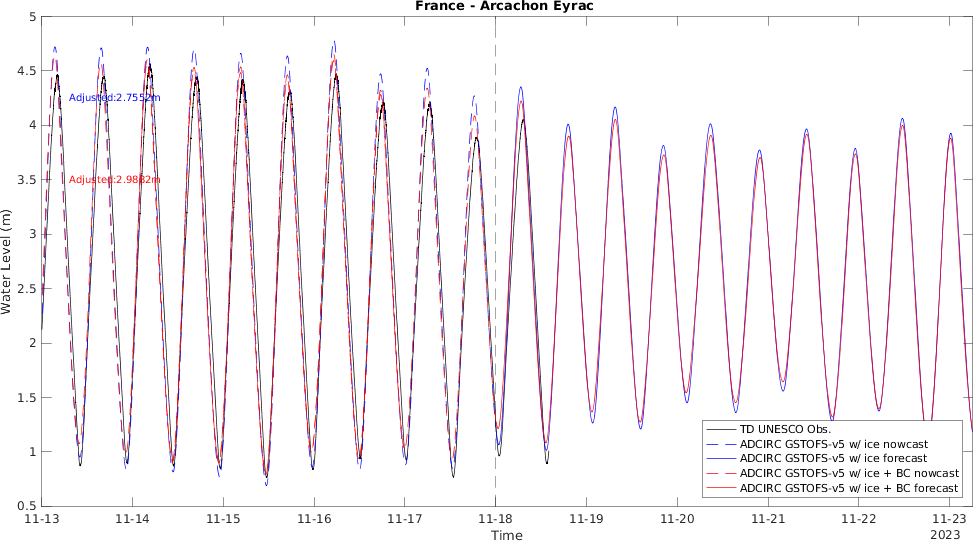 France - Arcachon Eyrac
5
4.5
4
3.5
3
2.5
2
1.5
1
0.5
Water Level (m)
Adjusted:2.7552m
Adjusted:2.9882m
TD UNESCO Obs.
ADCIRC GSTOFS-v5 w/ ice nowcast
ADCIRC GSTOFS-v5 w/ ice forecast
ADCIRC GSTOFS-v5 w/ ice + BC nowcast
ADCIRC GSTOFS-v5 w/ ice + BC forecast
11-13 11-14 11-15 11-16 11-17 11-18 11-19 11-20 11-21 11-22 11-23
Time
2023